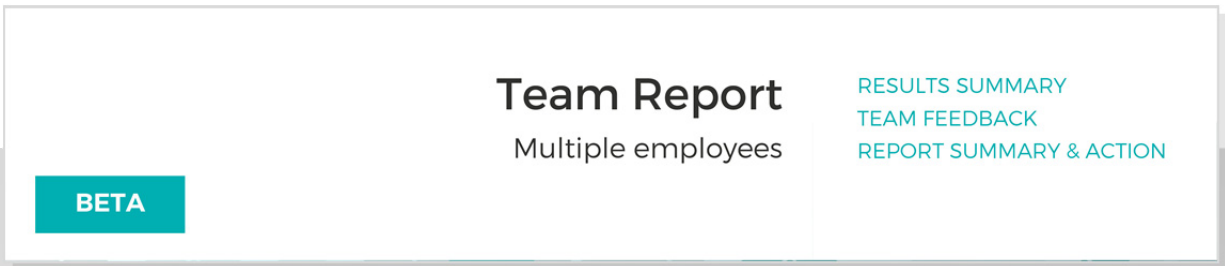 Team Report
Multiple employees
RESULTS SUMMARY
TEAM FEEDBACK
REPORT SUMMARY & ACTION
BETA